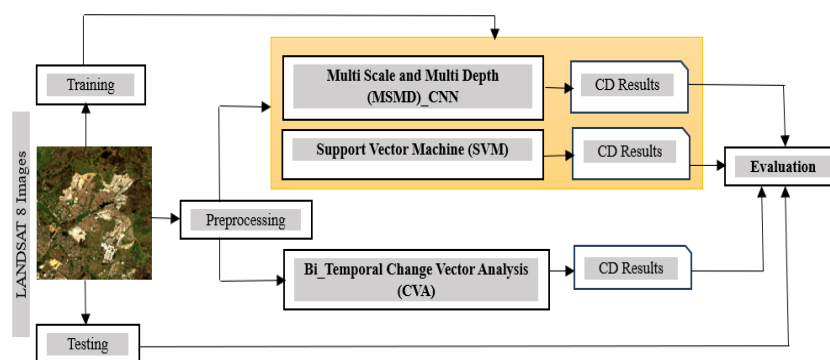 LANDSAT 8 Images
Training
Multi Scale and Multi Depth
(MSMD)_CNN
CD Results
Support Vector Machine (SVM)
CD Results
Evaluation
Preprocessing
Bi_Temporal Change Vector Analysis
(CVA)
CD Results
Testing